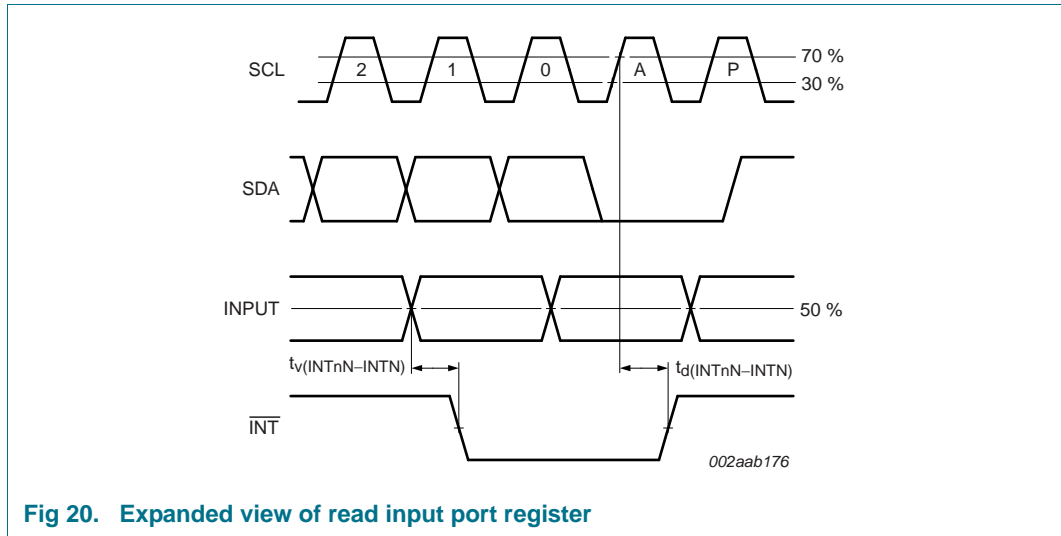 SCL 2 1 0 A P 70 %
30 %
SDA
INPUT 50 %
tv(INTnN–INTN) td(INTnN–INTN)
INT
002aab176
Fig 20. Expanded view of read input port register